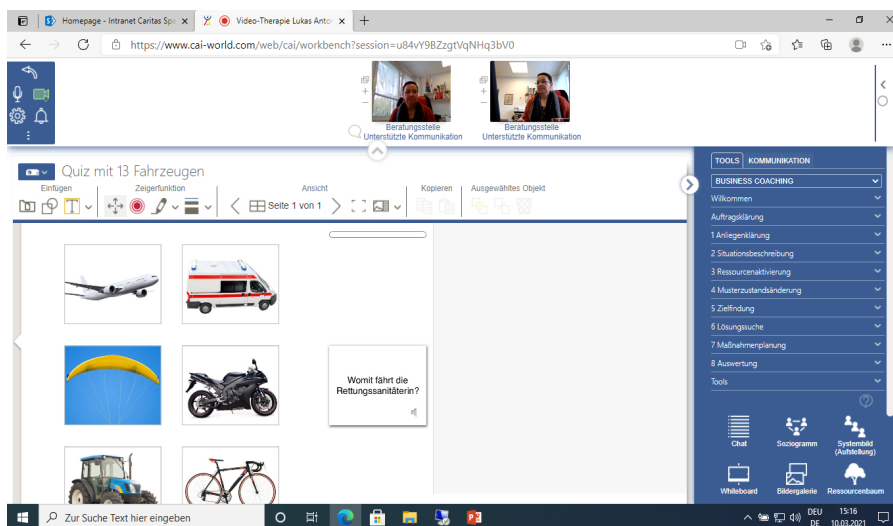 Homepage - Intranet Caritas Spe
Video-Therapie Lukas Anto
https://www.cai-world.com/web/cai/workbench?session=u84vY9BZzgtVqNHq3bV0
Beratungsstelle
Unterstützte Kommunikation
Beratungsstelle
Unterstützte Kommunikation
Quiz mit 13 Fahrzeugen
Einfügen
Zeigerfunktion
Ansicht
Kopieren
Ausgewähltes Objekt
Seite 1 von 1
Womit fährt die
Rettungssanitäterin?
TOOLS
KOMMUNIKATION
BUSINESS COACHING
Willkommen
Auftragsklärung
1 Anliegenklärung
2 Situationsbeschreibung
3 Ressourcenaktivierung
4 Musterzustandsänderung
5 Zielfindung
6 Lösungssuche
7 Maßnahmenplanung
8 Auswertung
Tools
Chat
Soziogramm
Systembild
(Aufstellung)
Whiteboard
Bildergalerie
Ressourcenbaum
Zur Suche Text hier eingeben
DEU
DE
15:16
10.03.2021